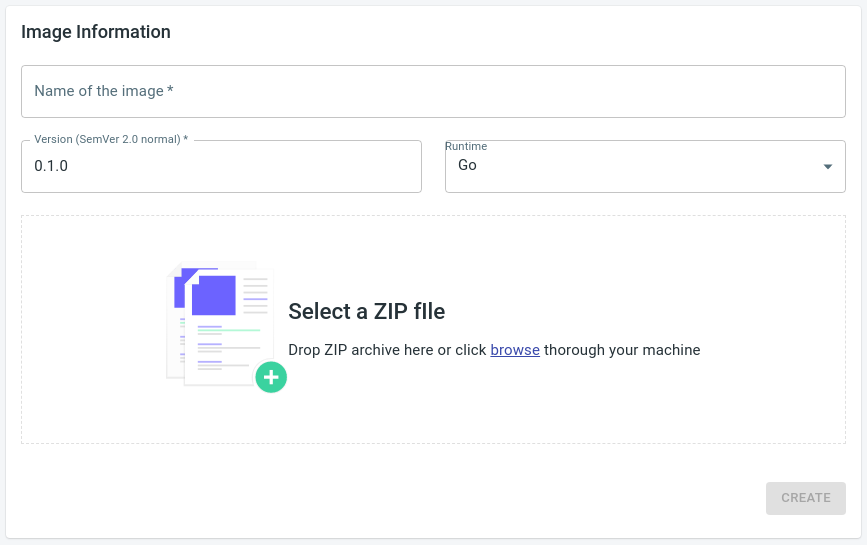 Image Information
Name of the image *
Version (SemVer 2.0 normal) *
0.1.0
Runtime
Go
Select a ZIP fIle
Drop ZIP archive here or click browse thorough your machine
CREATE